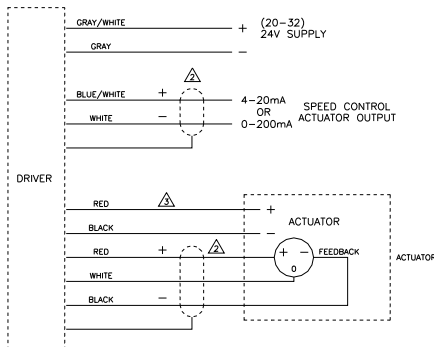 GRAY/WHITE + (20-32)
24V SUPPLY
GRAY −
2
BLUE/WHITE + 4-20mA SPEED CONTROL
OR ACTUATOR OUTPUT
WHITE − 0-200mA
DRIVER
RED 3 +
ACTUATOR
BLACK −
RED + 2 + − FEEDBACK ACTUATOR
0
WHITE
BLACK −